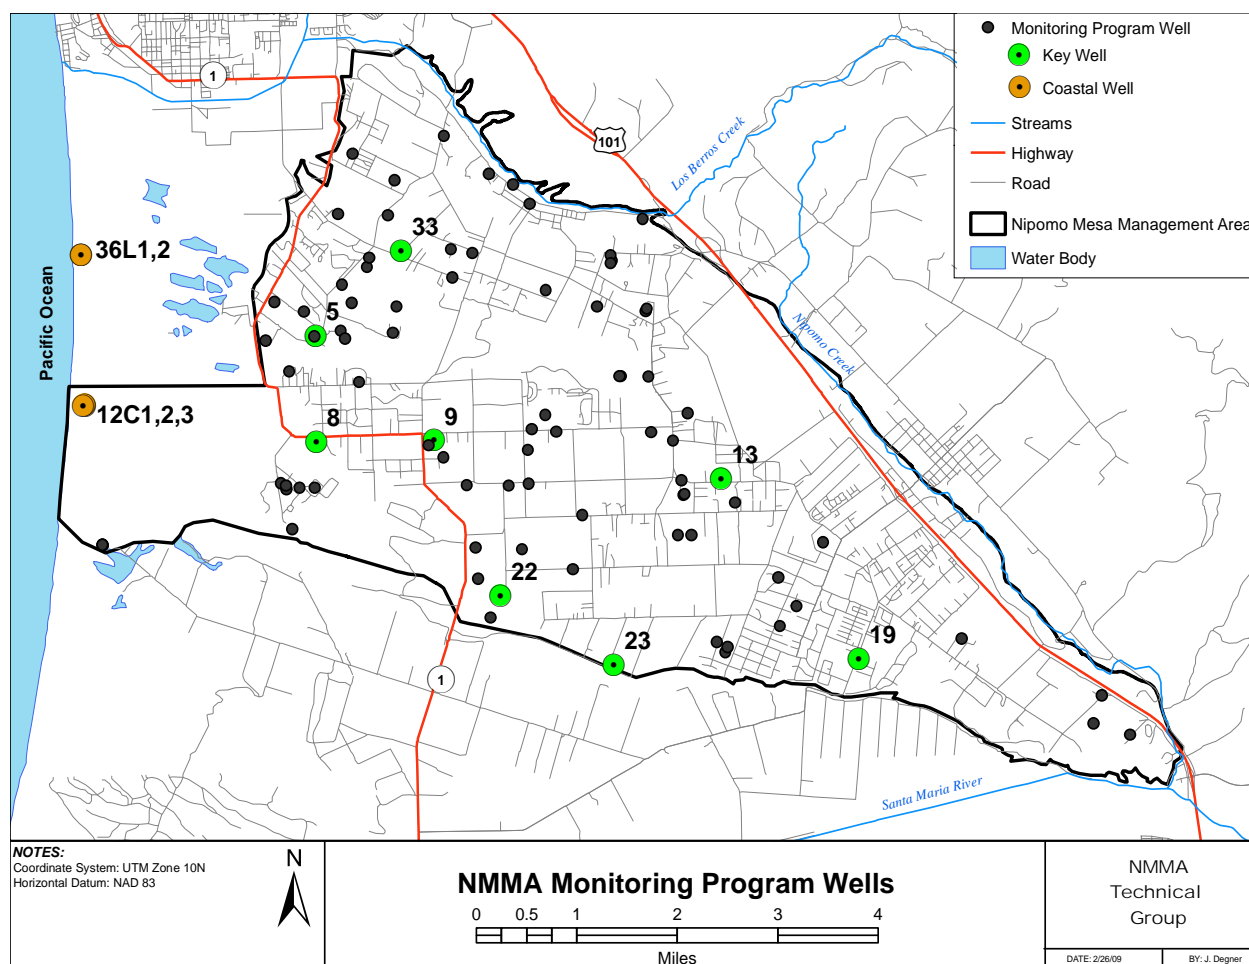 Monitoring Program Well
Key Well
Coastal Well
Streams
Highway
Road
Nipomo Mesa Management Area
Water Body
1
101
Los Berros Creek
33
36L1,2
Pacific Ocean
5
Nipomo Creek
12C1,2,3
8
9
13
22
23
19
1
Santa Maria River
NOTES:
Coordinate System: UTM Zone 10N
Horizontal Datum: NAD 83
N
NMMA Monitoring Program Wells
0 0.5 1 2 3 4
Miles
NMMA
Technical
Group
DATE: 2/26/09
BY: J. Degner